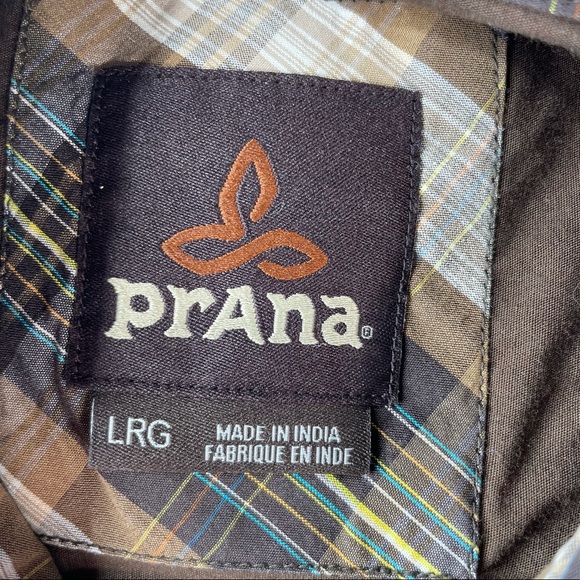 prAna®
LRG
MADE IN INDIA
FABRIQUE EN INDE